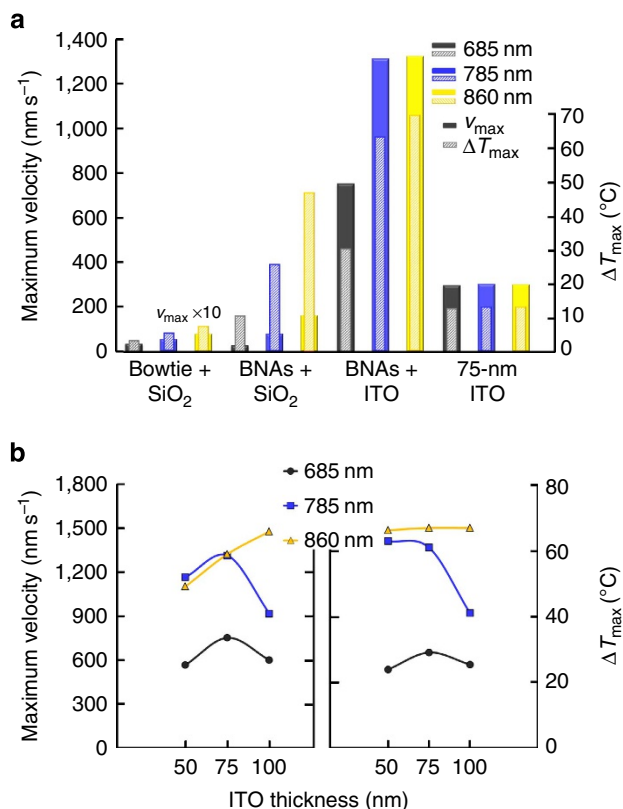 a
Maximum velocity (nm s⁻¹)
1,400
1,200
1,000
800
600
400
200
0
685 nm
785 nm
860 nm
vmax
ΔTmax
vmax ×10
70
60
50
40
30
20
10
0
ΔTmax (°C)
Bowtie + SiO₂
BNAs + SiO₂
BNAs + ITO
75-nm ITO
b
Maximum velocity (nm s⁻¹)
1,800
1,500
1,200
900
600
300
0
685 nm
785 nm
860 nm
80
60
40
20
0
ΔTmax (°C)
50 75 100 50 75 100
ITO thickness (nm)